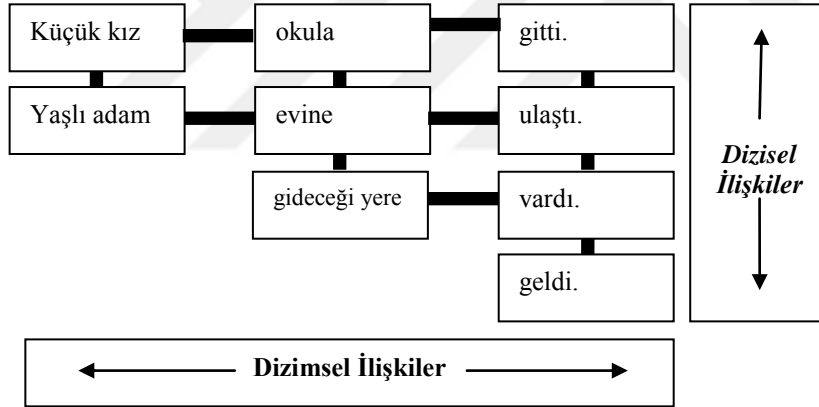 Küçük kız okula gitti.
Yaşlı adam evine ulaştı.
gideceği yere vardı.
geldi.
Dizisel
İlişkiler
Dizimsel İlişkiler